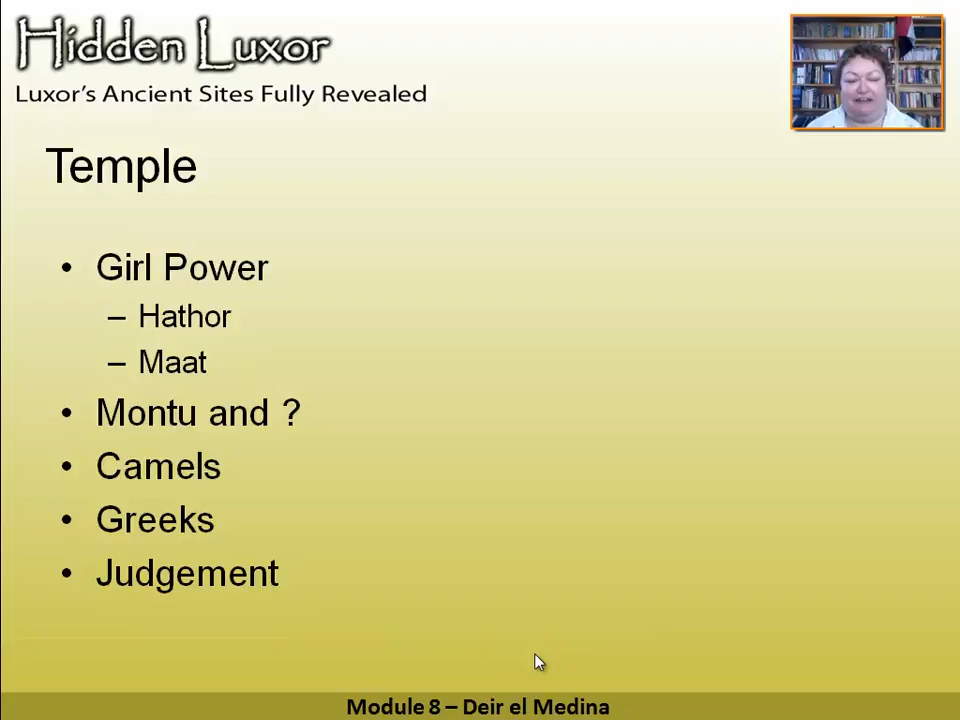 Hidden Luxor
Luxor's Ancient Sites Fully Revealed
Temple
• Girl Power
– Hathor
– Maat
• Montu and ?
• Camels
• Greeks
• Judgement
Module 8 – Deir el Medina